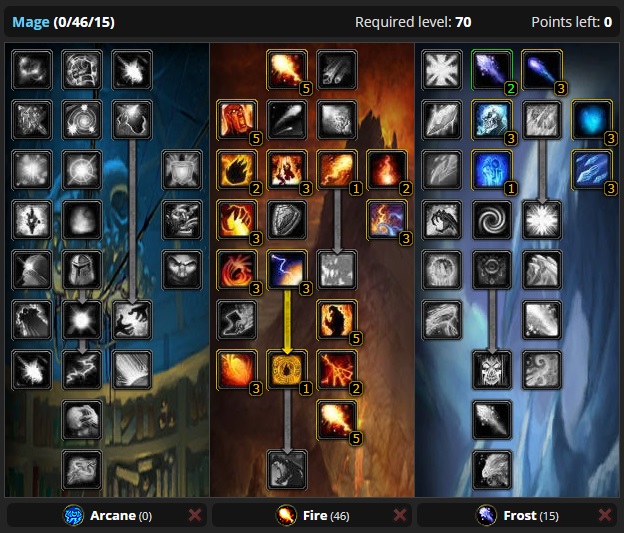 Mage (0/46/15) Required level: 70 Points left: 0
5 2 3
5 3 3
2 3 1 2 1 3
3 3
3 3
5
3 1 2
5
Arcane (0) Fire (46) Frost (15)